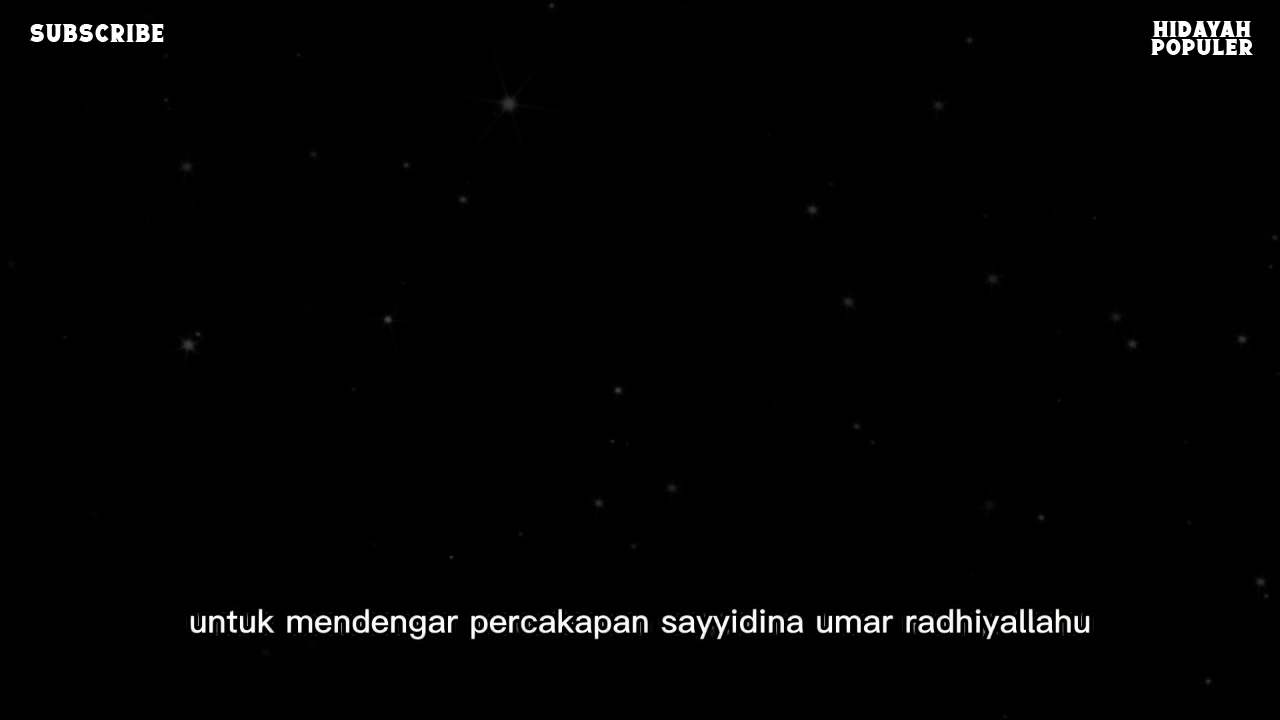 SUBSCRIBE
HIDAYAH
POPULER
untuk mendengar percakapan sayyidina umar radhiyallahu